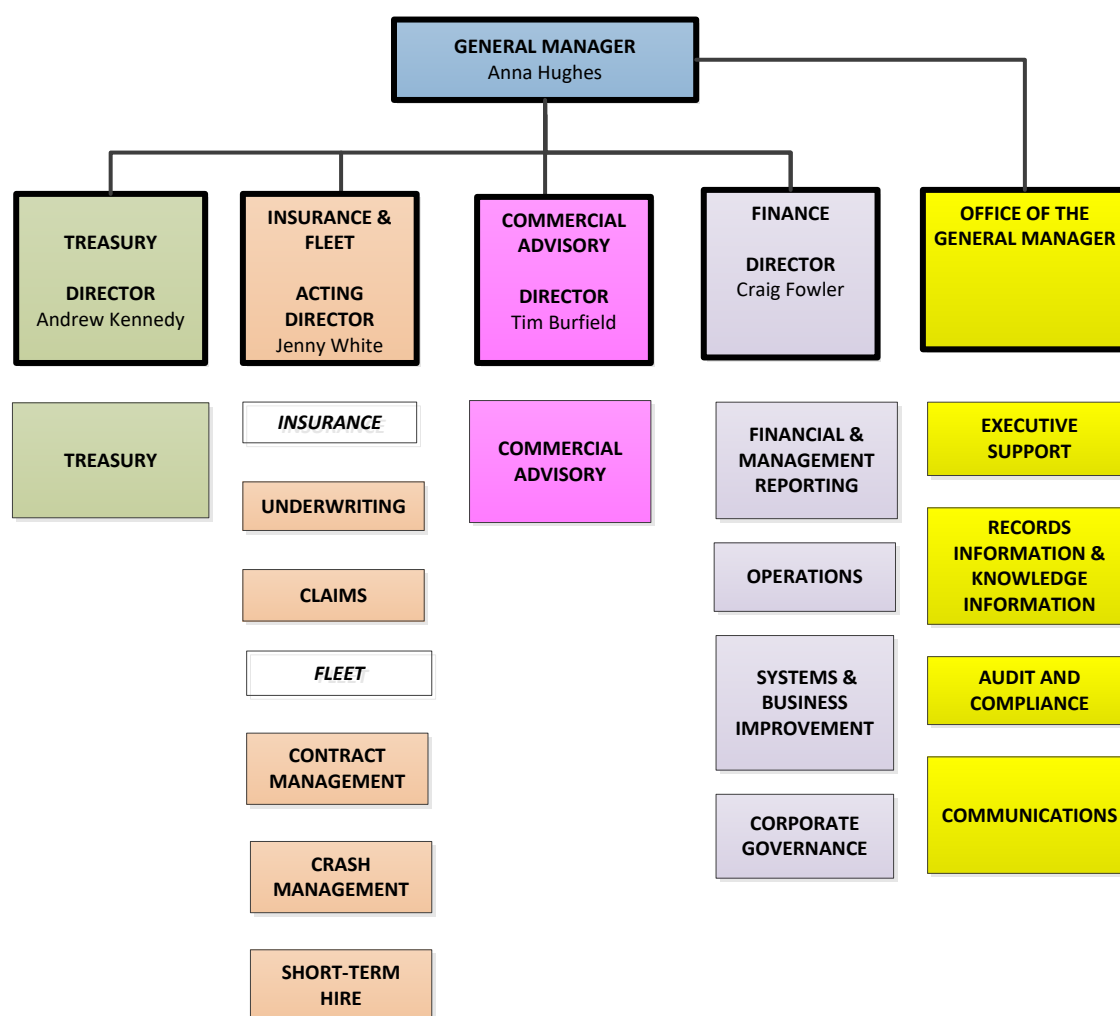 GENERAL MANAGER
Anna Hughes
TREASURY
DIRECTOR
Andrew Kennedy
INSURANCE &
FLEET
ACTING
DIRECTOR
Jenny White
COMMERCIAL
ADVISORY
DIRECTOR
Tim Burfield
FINANCE
DIRECTOR
Craig Fowler
OFFICE OF THE
GENERAL MANAGER
TREASURY
INSURANCE
UNDERWRITING
CLAIMS
FLEET
CONTRACT
MANAGEMENT
CRASH
MANAGEMENT
SHORT-TERM
HIRE
COMMERCIAL
ADVISORY
FINANCIAL &
MANAGEMENT
REPORTING
OPERATIONS
SYSTEMS &
BUSINESS
IMPROVEMENT
CORPORATE
GOVERNANCE
EXECUTIVE
SUPPORT
RECORDS
INFORMATION &
KNOWLEDGE
INFORMATION
AUDIT AND
COMPLIANCE
COMMUNICATIONS